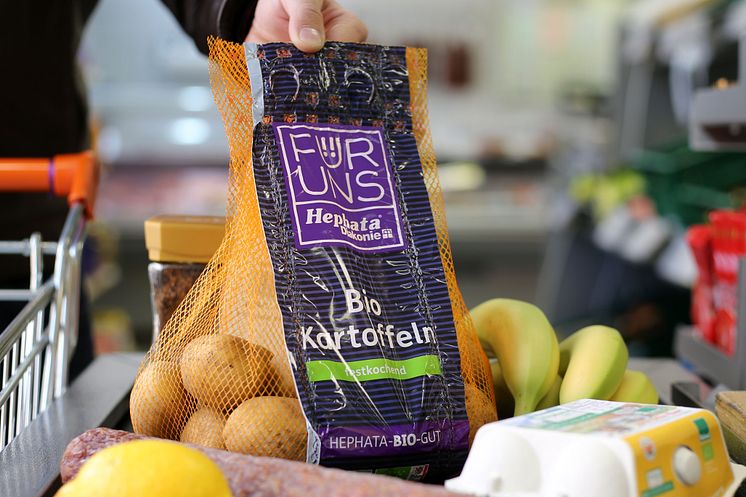 FÜR
UNS
Hephata
Diakonie
Bio
Kartoffeln
festkochend
HEPHATA-BIO-GUT